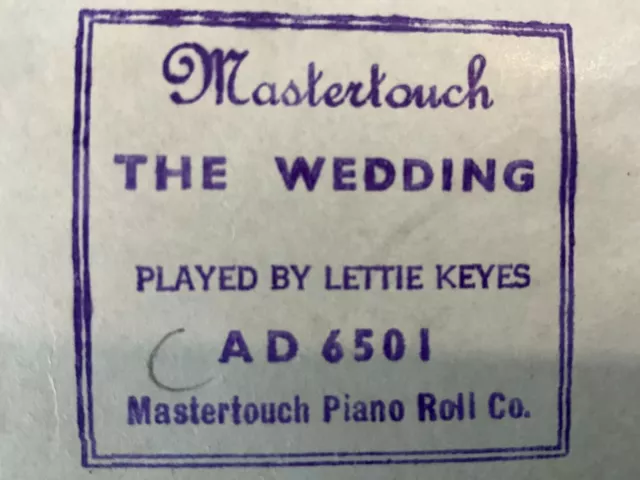 Mastertouch
THE WEDDING
PLAYED BY LETTIE KEYES
C AD 6501
Mastertouch Piano Roll Co.